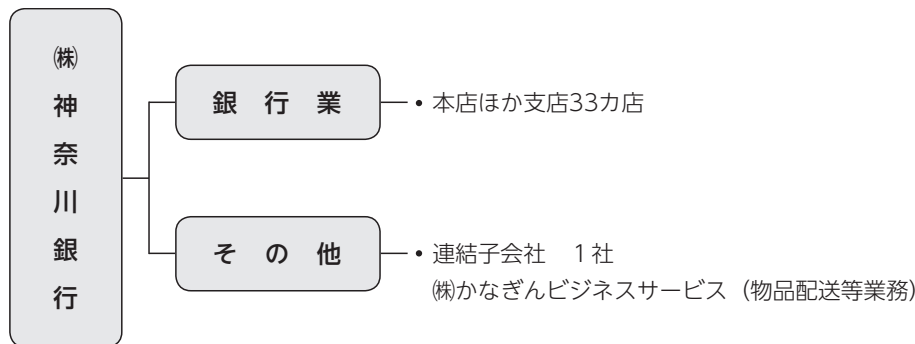 ㈱神奈川銀行
銀行業
• 本店ほか支店33カ店
その他
• 連結子会社　1社
㈱かなぎんビジネスサービス（物品配送等業務）